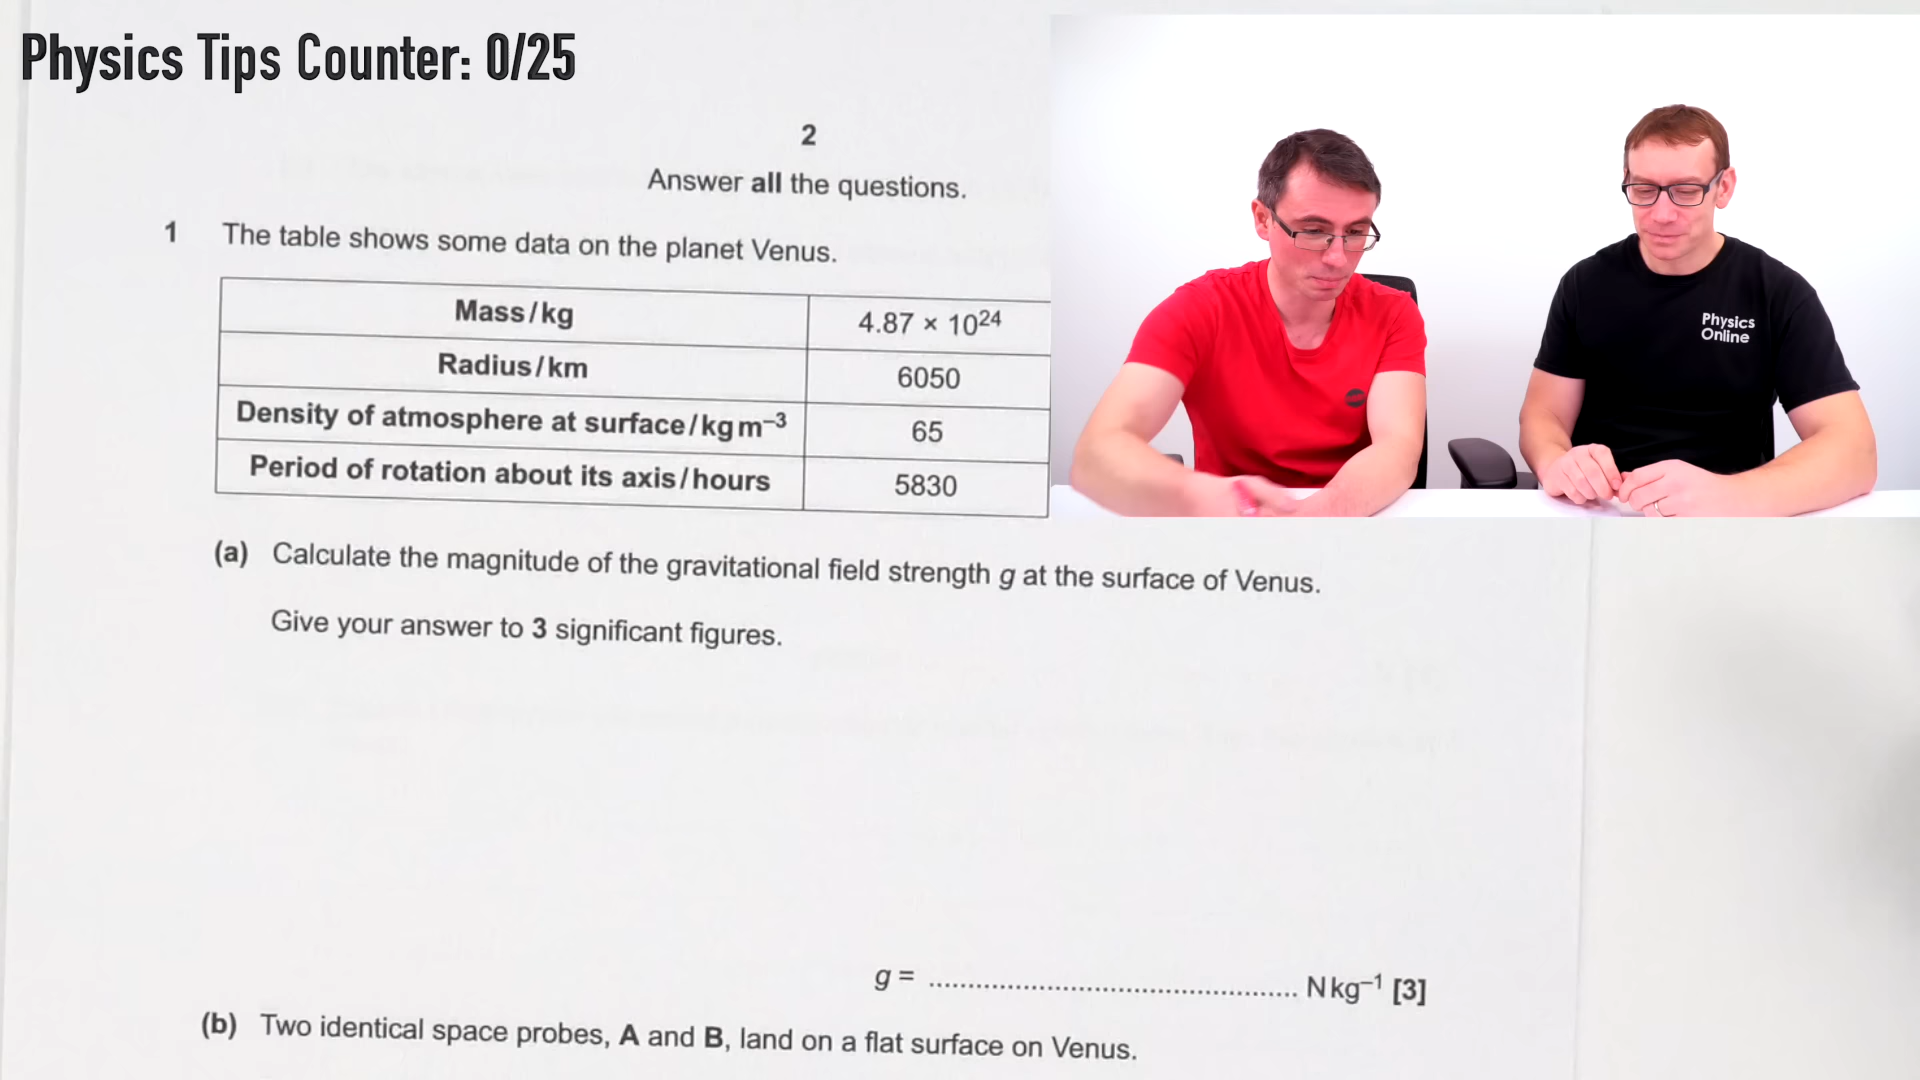 Physics Tips Counter: 0/25
2
Answer all the questions.
1 The table shows some data on the planet Venus.
Mass/kg 4.87 × 10²⁴
Radius/km 6050
Density of atmosphere at surface/kg m⁻³ 65
Period of rotation about its axis/hours 5830
Physics
Online
(a) Calculate the magnitude of the gravitational field strength g at the surface of Venus.
Give your answer to 3 significant figures.
g = ................................................ N kg⁻¹ [3]
(b) Two identical space probes, A and B, land on a flat surface on Venus.